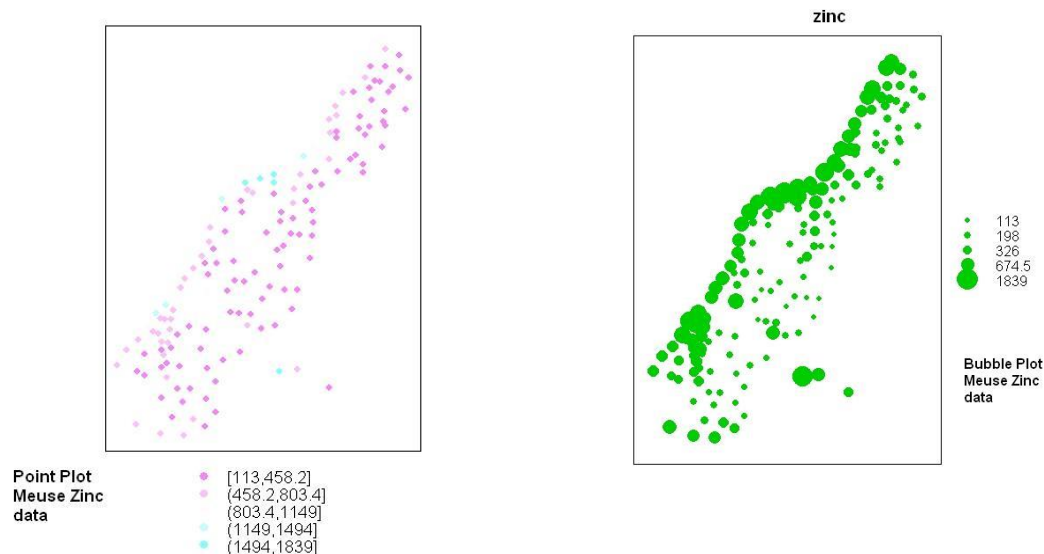 zinc
113
198
326
674.5
1839
Bubble Plot
Meuse Zinc
data
Point Plot
Meuse Zinc
data
[113,458.2]
(458.2,803.4]
(803.4,1149]
(1149,1494]
(1494,1839]